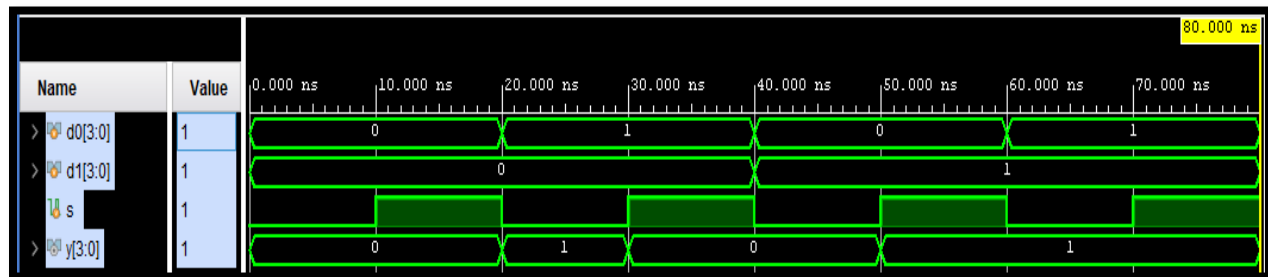 80.000 ns
Name Value 0.000 ns 10.000 ns 20.000 ns 30.000 ns 40.000 ns 50.000 ns 60.000 ns 70.000 ns
d0[3:0] 1 0 1 0 1
d1[3:0] 1 0 1
s 1
y[3:0] 1 0 1 0 1